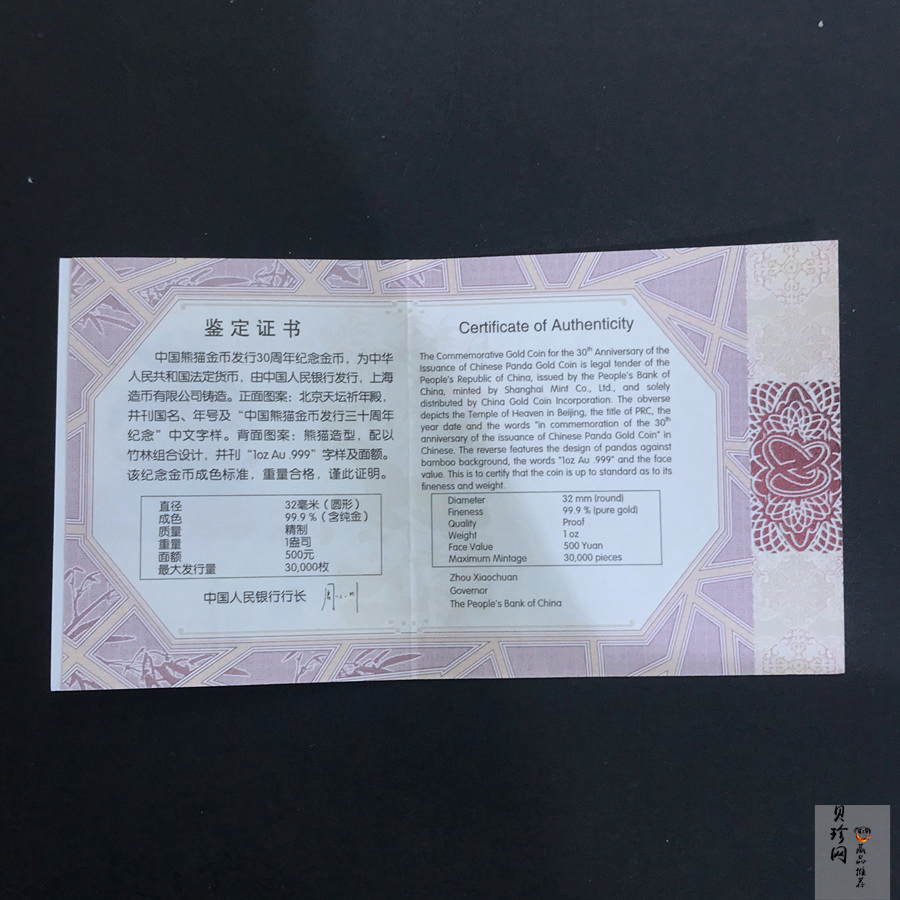 鉴定证书
中国熊猫金币发行30周年纪念金币，为中华
人民共和国法定货币，由中国人民银行发行，上海
造币有限公司铸造。正面图案：北京天坛祈年殿，
并刊国名、年号及“中国熊猫金币发行三十周年
纪念”中文字样。背面图案：熊猫造型，配以
竹林组合设计，并刊“1oz Au .999”字样及面额。
该纪念金币成色标准，重量合格，谨此证明。
直径 32毫米（圆形）
成色 99.9％（含纯金）
质量 精制
重量 1盎司
面额 500元
最大发行量 30,000枚
中国人民银行行长
Certificate of Authenticity
The Commemorative Gold Coin for the 30th Anniversary of the
Issuance of Chinese Panda Gold Coin is legal tender of the
People's Republic of China, issued by the People's Bank of
China, minted by Shanghai Mint Co., Ltd., and solely
distributed by China Gold Coin Incorporation. The obverse
depicts the Temple of Heaven in Beijing, the title of PRC, the
year date and the words "in commemoration of the 30th
anniversary of the issuance of Chinese Panda Gold Coin" in
Chinese. The reverse features the design of pandas against
bamboo background, the words "1oz Au .999" and the face
value. This is to certify that the coin is up to standard as to its
fineness and weight.
Diameter 32 mm (round)
Fineness 99.9 % (pure gold)
Quality Proof
Weight 1 oz
Face Value 500 Yuan
Maximum Mintage 30,000 pieces
Zhou Xiaochuan
Governor
The People's Bank of China
贝珍网
藏品推荐